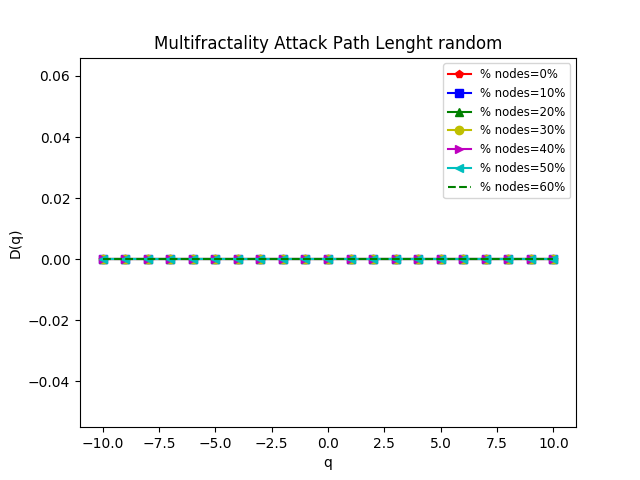 Multifractality Attack Path Lenght random
% nodes=0%
% nodes=10%
% nodes=20%
% nodes=30%
% nodes=40%
% nodes=50%
% nodes=60%
0.06
0.04
0.02
0.00
−0.02
−0.04
D(q)
−10.0 −7.5 −5.0 −2.5 0.0 2.5 5.0 7.5 10.0
q